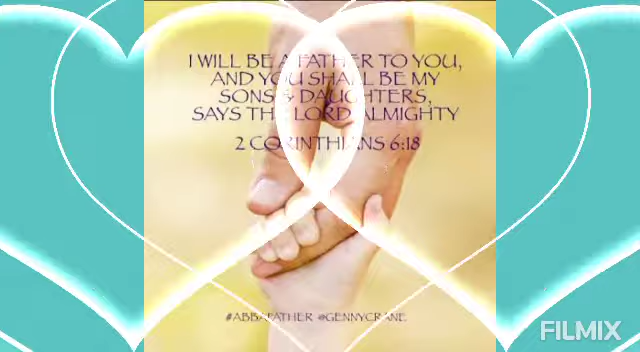 I WILL BE A FATHER TO YOU,
AND YOU SHALL BE MY
SONS & DAUGHTERS,
SAYS THE LORD ALMIGHTY
2 CORINTHIANS 6:18
#ABBAFATHER @GENNYCRANE
FILMIX